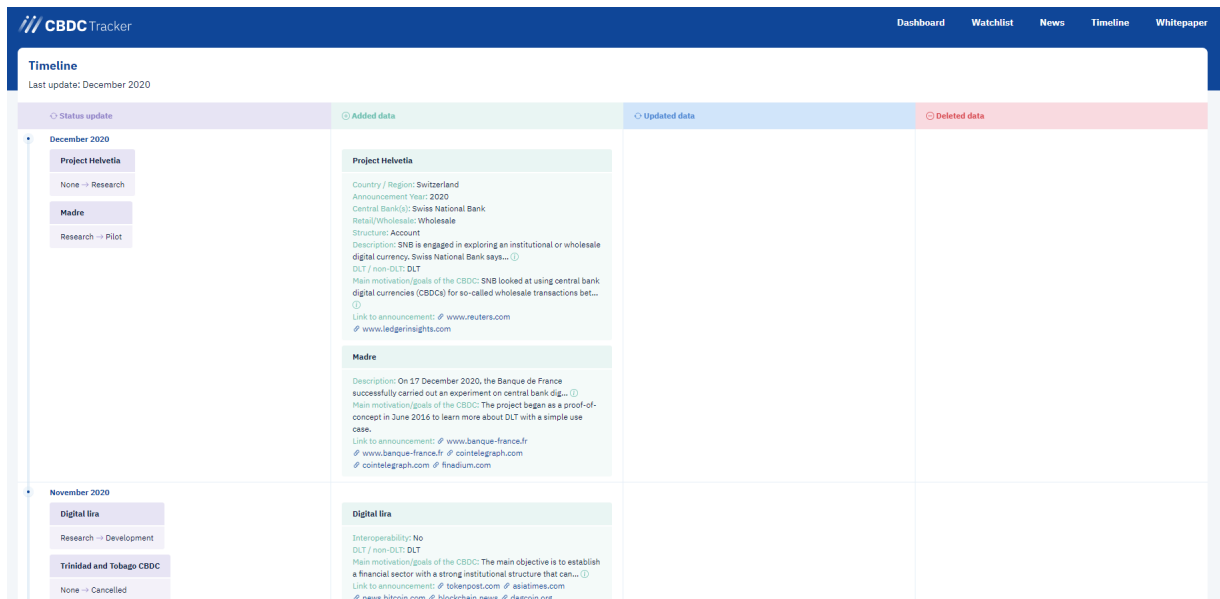 CBDC Tracker
Dashboard Watchlist News Timeline Whitepaper
Timeline
Last update: December 2020
Status update
Added data
Updated data
Deleted data
December 2020
Project Helvetia
None → Research
Madre
Research → Pilot
Project Helvetia
Country / Region: Switzerland
Announcement Year: 2020
Central Bank(s): Swiss National Bank
Retail/Wholesale: Wholesale
Structure: Account
Description: SNB is engaged in exploring an institutional or wholesale
digital currency. Swiss National Bank says...
DLT / non-DLT: DLT
Main motivation/goals of the CBDC: SNB looked at using central bank
digital currencies (CBDCs) for so-called wholesale transactions bet...
Link to announcement: www.reuters.com
www.ledgerinsights.com
Madre
Description: On 17 December 2020, the Banque de France
successfully carried out an experiment on central bank dig...
Main motivation/goals of the CBDC: The project began as a proof-of-
concept in June 2016 to learn more about DLT with a simple use
case.
Link to announcement: www.banque-france.fr
www.banque-france.fr cointelegraph.com
cointelegraph.com finadium.com
November 2020
Digital lira
Research → Development
Trinidad and Tobago CBDC
None → Cancelled
Digital lira
Interoperability: No
DLT / non-DLT: DLT
Main motivation/goals of the CBDC: The main objective is to establish
a financial sector with a strong institutional structure that can...
Link to announcement: tokenpost.com asiatimes.com
news.bitcoin.com blockchain.news dagcoin.org